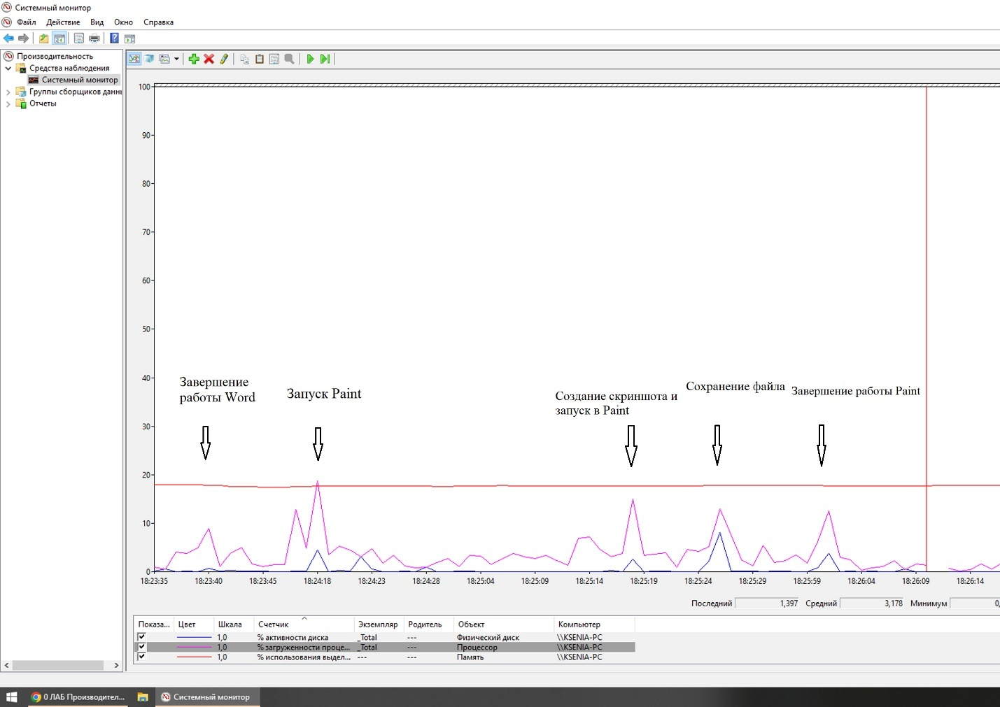 Системный монитор
Файл Действие Вид Окно Справка
Производительность
Средства наблюдения
Системный монитор
Группы сборщиков данн
Отчеты
100
90
80
70
60
50
40
30
20
10
0
Завершение
работы Word
Запуск Paint
Создание скриншота и
запуск в Paint
Сохранение файла
Завершение работы Paint
18:23:35 18:23:40 18:23:45 18:24:18 18:24:23 18:24:28 18:25:04 18:25:09 18:25:14 18:25:19 18:25:24 18:25:29 18:25:59 18:26:04 18:26:09 18:26:14
Последний 1,397 Средний 3,178 Минимум 0,
Показа... Цвет Шкала Счетчик Экземпляр Родитель Объект Компьютер
1,0 % активности диска _Total --- Физический диск \\KSENIA-PC
1,0 % загруженности проце... _Total --- Процессор \\KSENIA-PC
1,0 % использования выдел... --- --- Память \\KSENIA-PC
0 ЛАБ Производител... Системный монитор